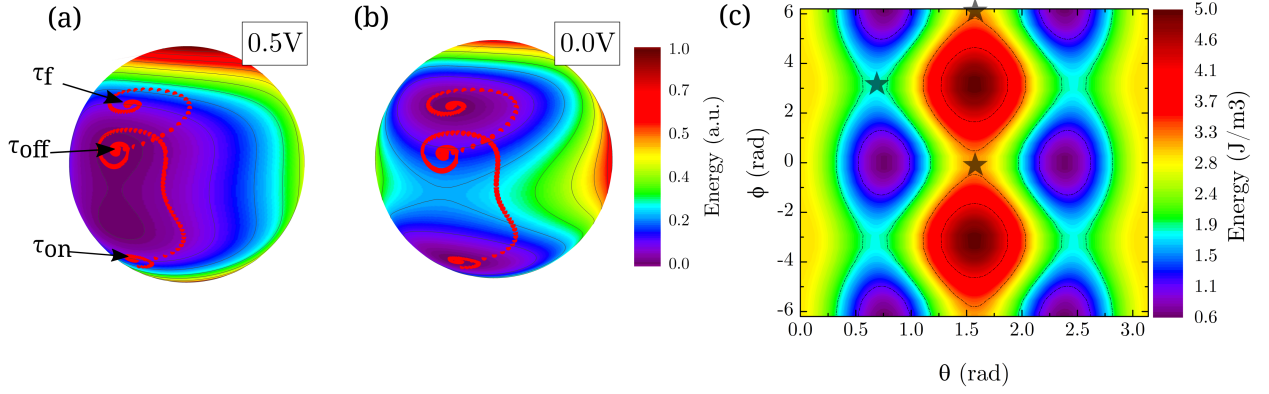 (a)
0.5V
τf
τoff
τon
(b)
0.0V
1.0
0.7
0.5
0.4
0.2
0.0
Energy (a.u.)
(c)
6
4
2
0
-2
-4
-6
ϕ (rad)
0.0 0.5 1.0 1.5 2.0 2.5 3.0
θ (rad)
5.0
4.6
4.1
3.7
3.3
2.8
2.4
1.9
1.5
1.1
0.6
Energy (J/m3)